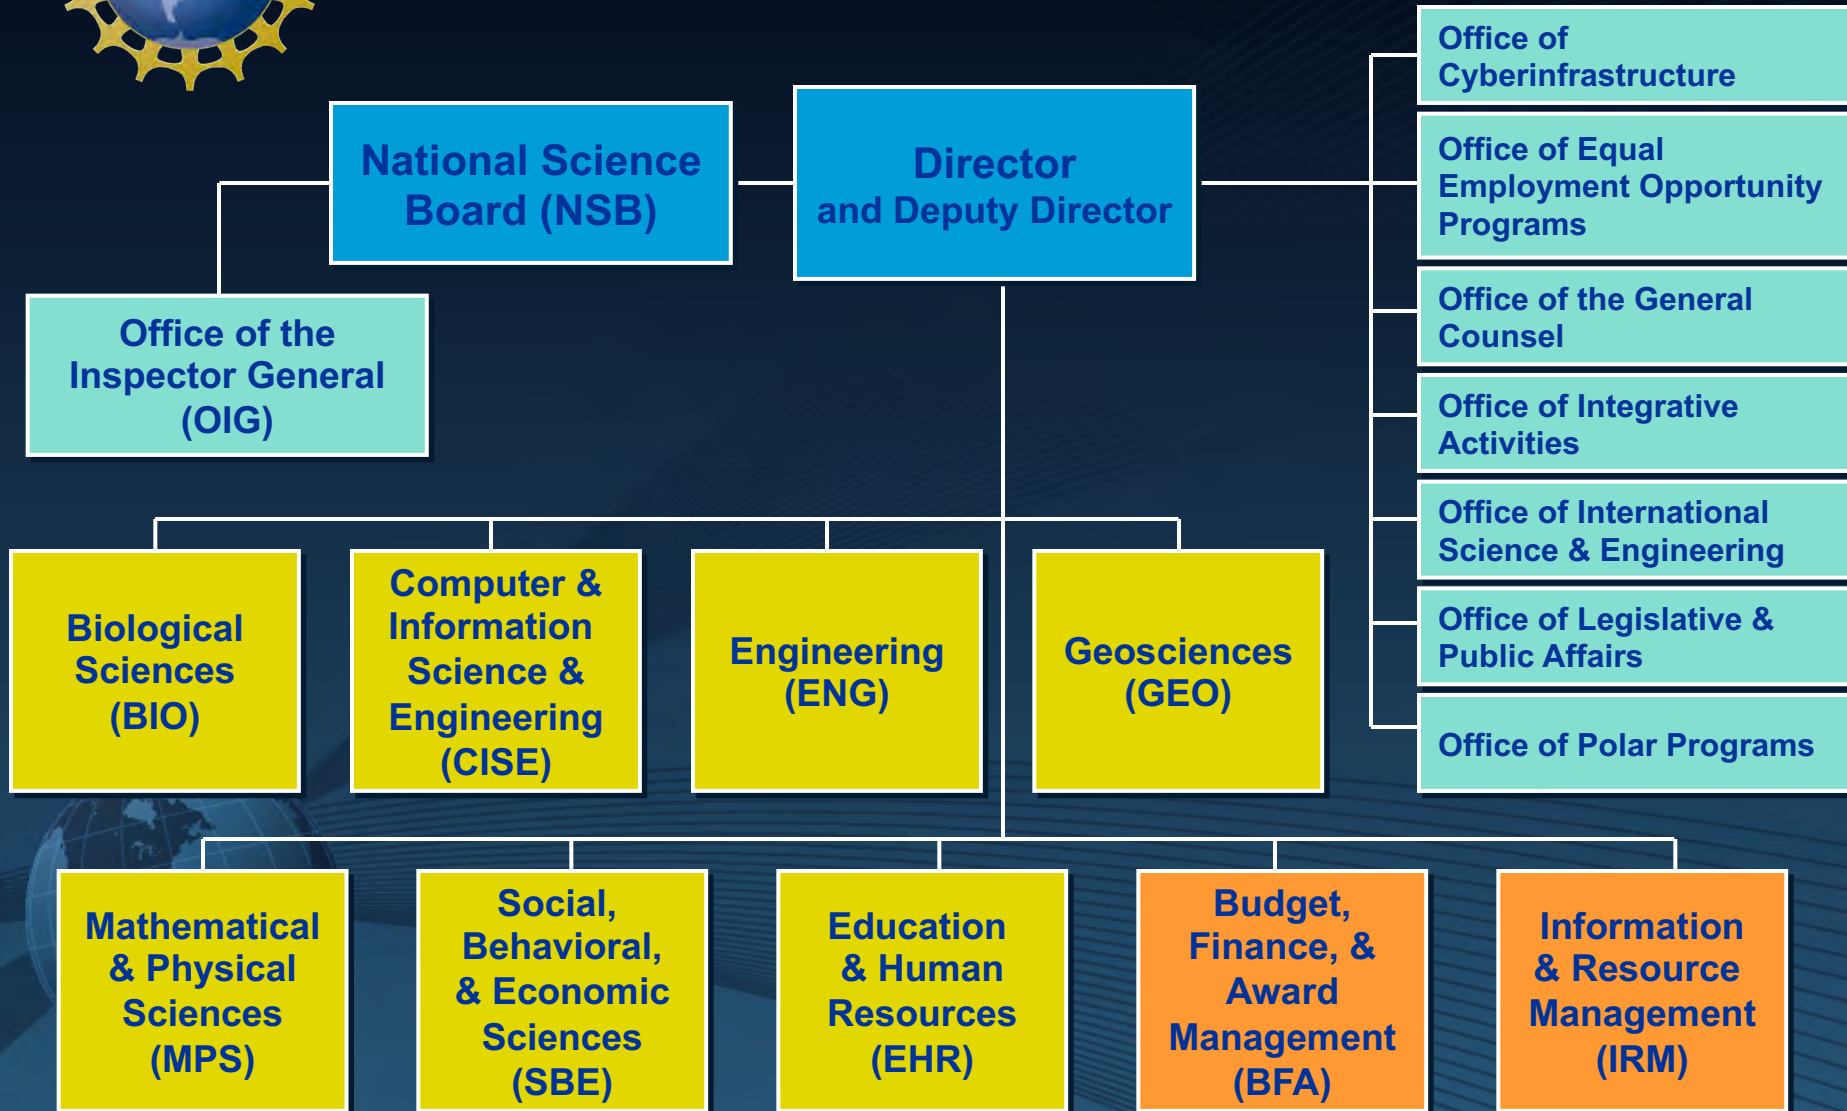 National Science
Board (NSB)
Director
and Deputy Director
Office of the
Inspector General
(OIG)
Office of
Cyberinfrastructure
Office of Equal
Employment Opportunity
Programs
Office of the General
Counsel
Office of Integrative
Activities
Office of International
Science & Engineering
Office of Legislative &
Public Affairs
Office of Polar Programs
Biological
Sciences
(BIO)
Computer &
Information
Science &
Engineering
(CISE)
Engineering
(ENG)
Geosciences
(GEO)
Mathematical
& Physical
Sciences
(MPS)
Social,
Behavioral,
& Economic
Sciences
(SBE)
Education
& Human
Resources
(EHR)
Budget,
Finance, &
Award
Management
(BFA)
Information
& Resource
Management
(IRM)